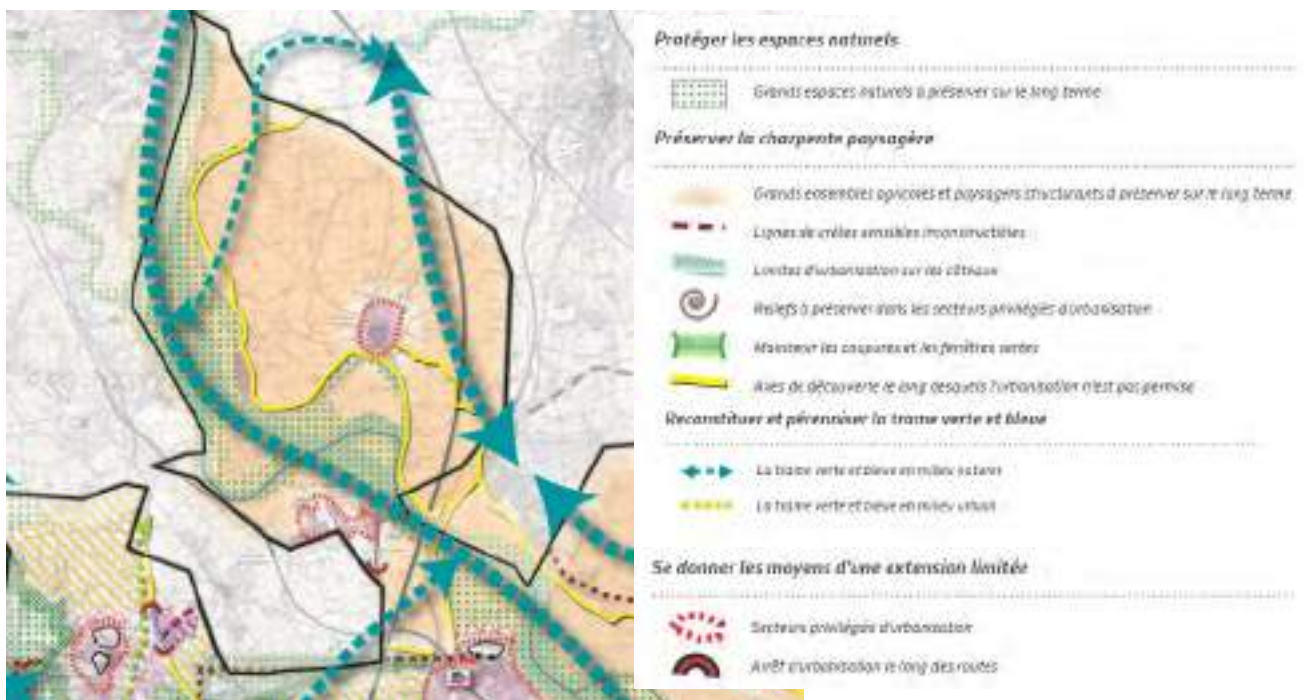 Protéger les espaces naturels
Grands espaces naturels à préserver sur le long terme
Préserver la charpente paysagère
Grands ensembles agricoles et paysagers structurants à préserver sur le long terme
Lignes de crêtes sensibles inconstructibles
Limites d'urbanisation sur les côteaux
Reliefs à préserver dans les secteurs privilégiés d'urbanisation
Maintenir les coupures et les fenêtres vertes
Axes de découverte le long desquels l'urbanisation n'est pas permise
Reconstituer et pérenniser la trame verte et bleue
La trame verte et bleue en milieu naturel
La trame verte et bleue en milieu urbain
Se donner les moyens d'une extension limitée
Secteurs privilégiés d'urbanisation
Arrêt d'urbanisation le long des routes